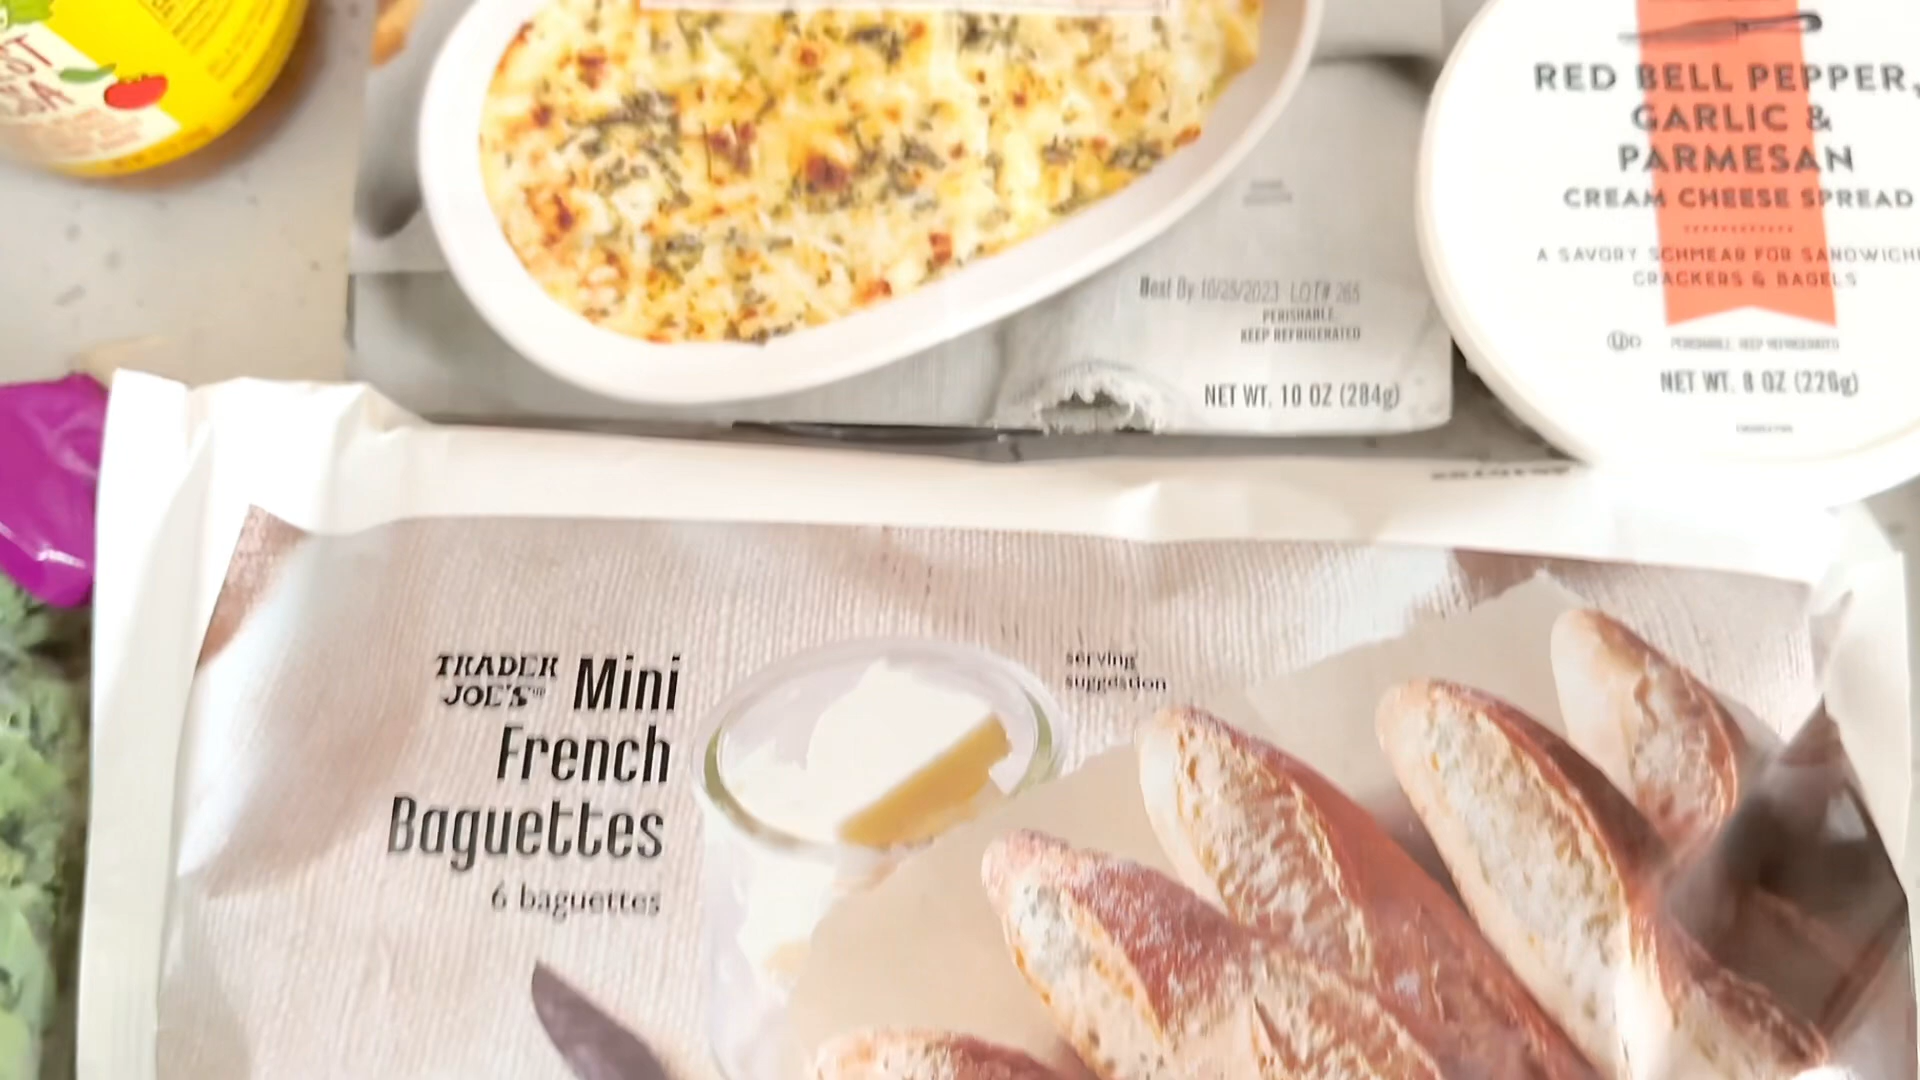 RED BELL PEPPER,
GARLIC &
PARMESAN
CREAM CHEESE SPREAD
A SAVORY SCHMEAR FOR
CRACKERS & BAGELS
PERISHABLE. KEEP REFRIGERATED
NET WT. 8 OZ (226g)
Best By 10/25/2023 LOT# 265
PERISHABLE.
KEEP REFRIGERATED
NET WT. 10 OZ (284g)
TRADER JOE'S Mini
French
Baguettes
6 baguettes
serving
suggestion